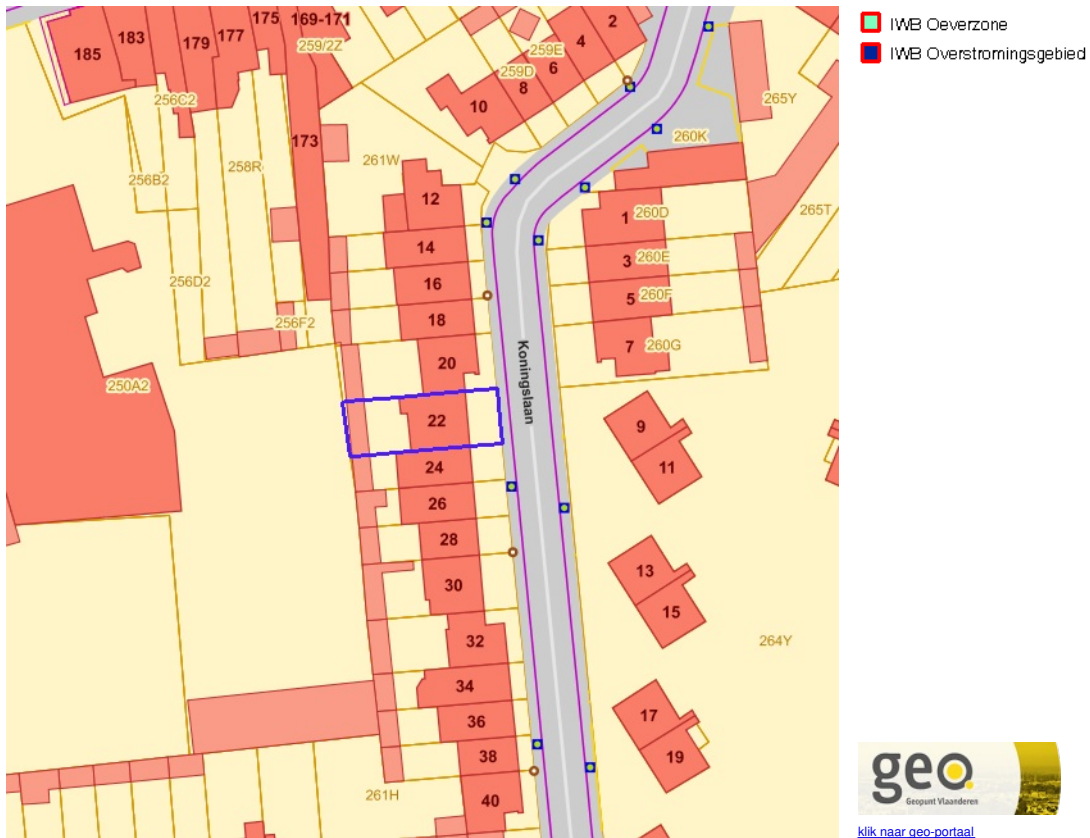 185
183
179
177
175
169-171
259/2Z
173
256C2
256B2
258R
256D2
256F2
250A2
261W
2
4
6
8
10
259E
259D
265Y
260K
265T
12
14
16
18
20
22
24
26
28
30
32
34
36
38
40
1
260D
3
260E
5
260F
7
260G
Koningslaan
9
11
13
15
17
19
264Y
261H
IWB Oeverzone
IWB Overstromingsgebied
geo
Geopunt Vlaanderen
klik naar geo-portaal